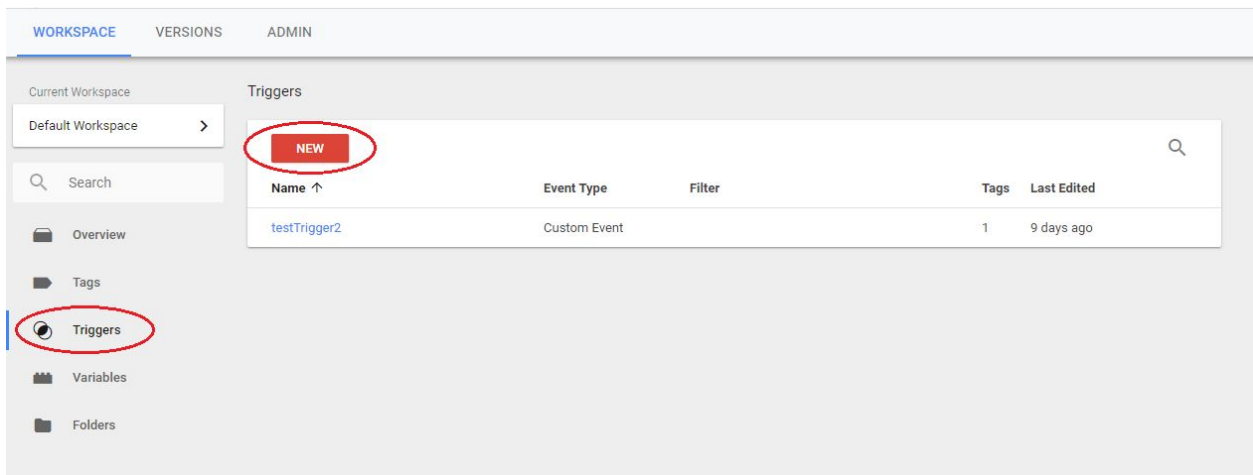 WORKSPACE VERSIONS ADMIN
Current Workspace
Default Workspace
Search
Overview
Tags
Triggers
Variables
Folders
Triggers
NEW
Name Event Type Filter Tags Last Edited
testTrigger2 Custom Event 1 9 days ago